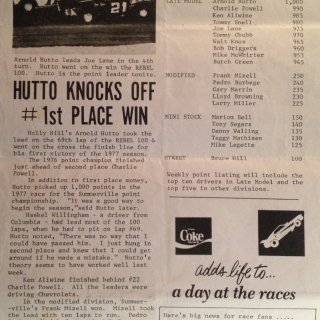 21
Arnold Hutto leads Joe Lane in the 4th
turn. Hutto went on the win the REBEL
100. Hutto is the point leader tonite.
HUTTO KNOCKS OFF
#1st PLACE WIN
Holly Hill's Arnold Hutto took the
lead on the 69th lap of the REBEL 100 &
went on the cross the finish line for
his first victory of the 1977 season.
The 1976 point champion finished
just ahead of second place Charlie
Powell.
In addition to first place money,
Hutto picked up 1,000 points in the
1977 race for the Summerville point
championship. "It was a good way to
begin the season," said Hutto later.
Haskel Willingham - a driver from
Columbia - had lead most of the 100
laps, when he had to pit on lap #69.
Hutto noted, "There was no way that I
could have passed him. I just hung in
second place and knew that I could get
around if he made a mistake." Hutto's
theory seems to have worked well last
week.
Ken Allwine finished behind #22
Charlie Powell. All the leaders were
driving Chevrolets.
In the modified division, Summer-
ville's Frank Mizell won. Mizell took
the lead with ten laps to run. Pedro
LATE MODEL Arnold Hutto 1,000
Charlie Powell 990
Ken Allwine 985
Tommy Snell 980
Joe Lane 975
Tommy Chubb 970
Walt Knox 965
Bob Driggers 960
Mike McWhirter 955
Butch Green 965
MODIFIED Frank Mizell 250
Pedro Burbage 245
Gary Marcum 240
Lloyd Browning 230
Larry Miller 225
MINI STOCK Marion Bell 150
Tony Segars 140
Danny Walling 135
Teggy Mathisen 130
Mike Legette 125
STREET Bruce Hill 100
Weekly point listing will include the
top ten drivers in Late Model and the
top five in other divisions.
Coke
adds life to...
a day at the races
Here's big news for race fans